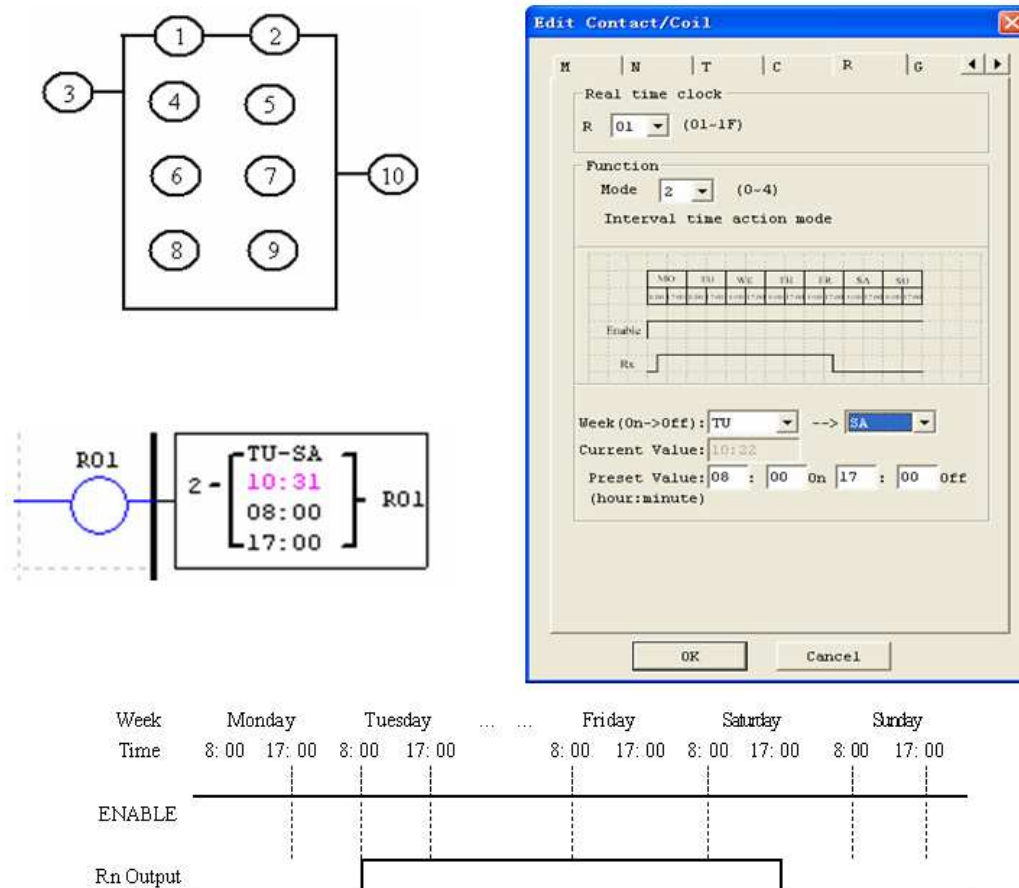 1 2
3
4 5
6 7
10
8 9
R01
2
TU-SA
10:31
08:00
17:00
R01
Edit Contact/Coil
M N T C R G
Real time clock
R 01 (01~1F)
Function
Mode 2 (0~4)
Interval time action mode
MO TU WE TH FR SA SU
Enable
Rx
Week(On->Off): TU --> SA
Current Value: 10:22
Preset Value: 08 : 00 On 17 : 00 Off
(hour:minute)
OK Cancel
Week Monday Tuesday ... ... Friday Saturday Sunday
Time 8:00 17:00 8:00 17:00 8:00 17:00 8:00 17:00 8:00 17:00
ENABLE
Rn Output